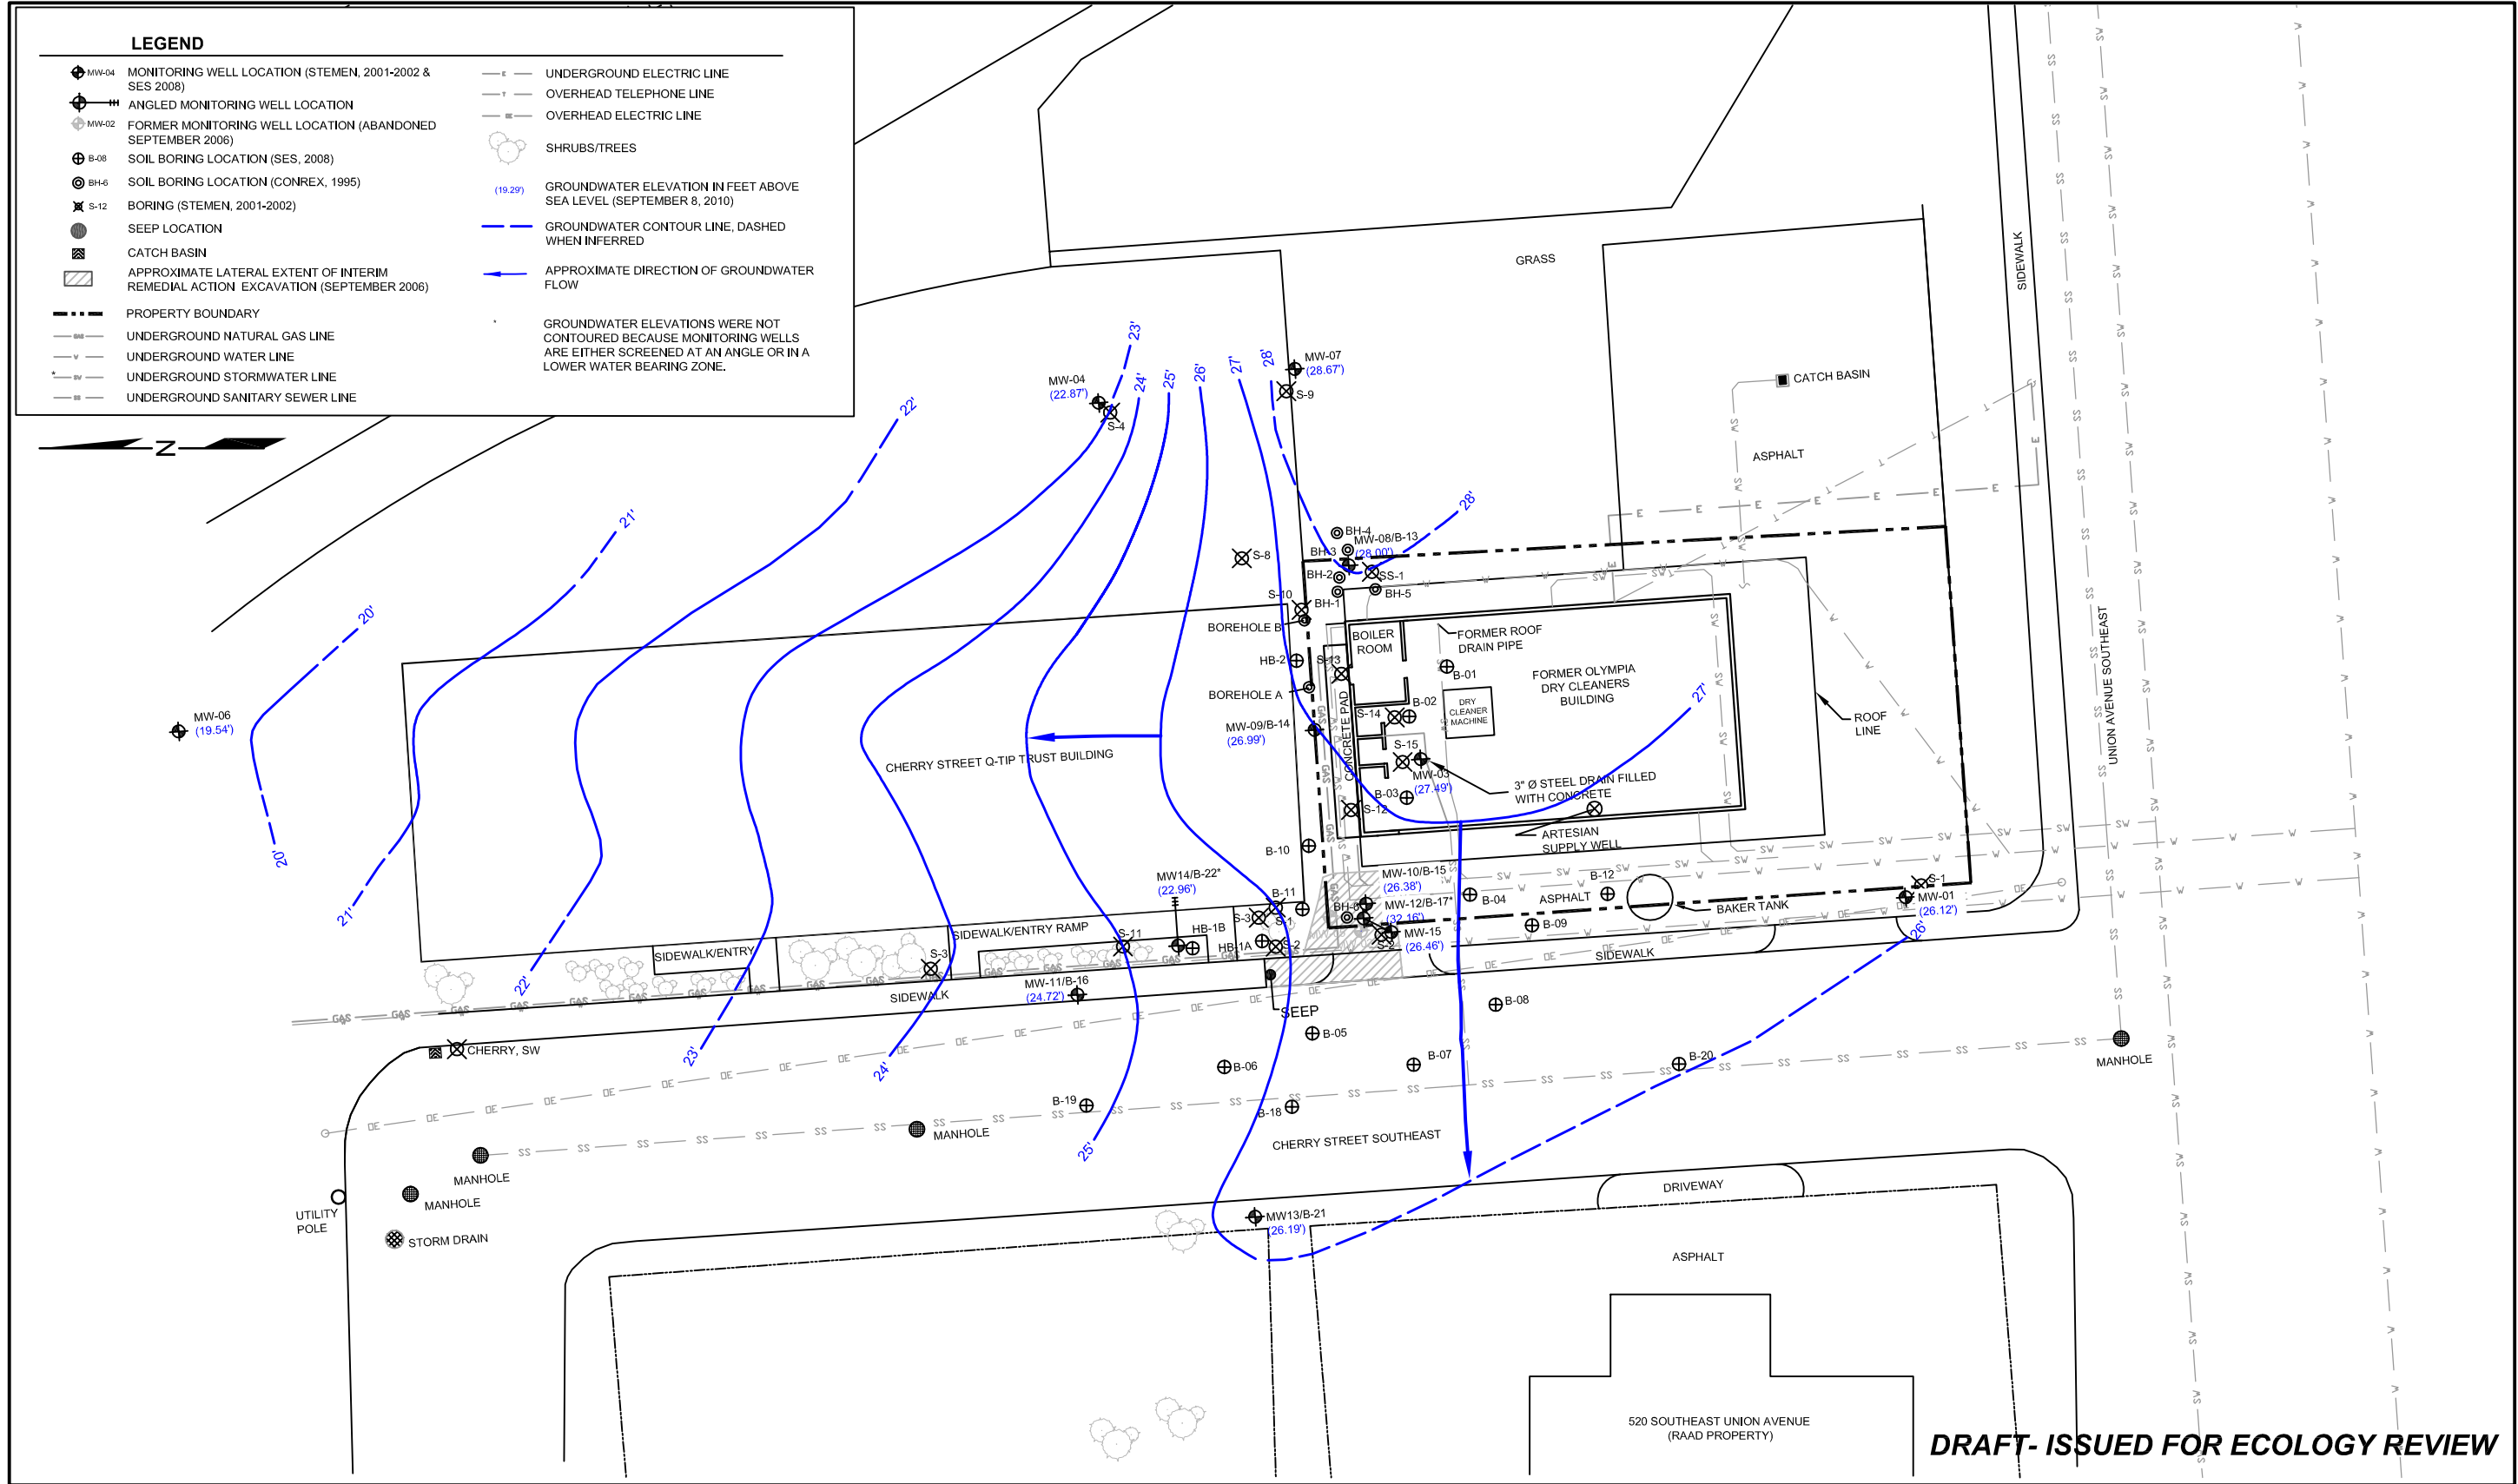 LEGEND
MW-04 MONITORING WELL LOCATION (STEMEN, 2001-2002 &
SES 2008)
ANGLED MONITORING WELL LOCATION
MW-02 FORMER MONITORING WELL LOCATION (ABANDONED
SEPTEMBER 2006)
B-08 SOIL BORING LOCATION (SES, 2008)
BH-6 SOIL BORING LOCATION (CONREX, 1995)
S-12 BORING (STEMEN, 2001-2002)
SEEP LOCATION
CATCH BASIN
APPROXIMATE LATERAL EXTENT OF INTERIM
REMEDIAL ACTION EXCAVATION (SEPTEMBER 2006)
PROPERTY BOUNDARY
GAS UNDERGROUND NATURAL GAS LINE
W UNDERGROUND WATER LINE
* SW UNDERGROUND STORMWATER LINE
SS UNDERGROUND SANITARY SEWER LINE
E UNDERGROUND ELECTRIC LINE
T OVERHEAD TELEPHONE LINE
OE OVERHEAD ELECTRIC LINE
SHRUBS/TREES
(19.29') GROUNDWATER ELEVATION IN FEET ABOVE
SEA LEVEL (SEPTEMBER 8, 2010)
GROUNDWATER CONTOUR LINE, DASHED
WHEN INFERRED
APPROXIMATE DIRECTION OF GROUNDWATER
FLOW
* GROUNDWATER ELEVATIONS WERE NOT
CONTOURED BECAUSE MONITORING WELLS
ARE EITHER SCREENED AT AN ANGLE OR IN A
LOWER WATER BEARING ZONE.
N
GRASS
SIDEWALK
23'
24'
25'
26'
27'
28'
MW-07
(28.67')
S-9
MW-04
(22.87')
S-4
22'
21'
20'
CATCH BASIN
ASPHALT
28'
BH-4
MW-08/B-13
(28.00')
BH-3
S-8
BH-2
SS-1
S-10
BH-1
BH-5
BOREHOLE B
BOILER
ROOM
FORMER ROOF
DRAIN PIPE
HB-2
S-13
B-01
FORMER OLYMPIA
DRY CLEANERS
BUILDING
27'
UNION AVENUE SOUTHEAST
BOREHOLE A
CONCRETE PAD
DRY
CLEANER
MACHINE
B-02
S-14
ROOF
LINE
MW-06
(19.54')
MW-09/B-14
(26.99')
CHERRY STREET Q-TIP TRUST BUILDING
S-15
MW-03
(27.49')
3" Ø STEEL DRAIN FILLED
WITH CONCRETE
B-03
S-12
ARTESIAN
SUPPLY WELL
B-10
20'
21'
MW14/B-22*
(22.96')
MW-10/B-15
(26.38')
B-11
S-3
S-1
BH-6
MW-12/B-17*
(32.16')
B-04
ASPHALT
B-12
BAKER TANK
S-1
MW-01
(26.12')
26'
SIDEWALK/ENTRY RAMP
HB-1B
HB-1A
S-2
S-2
MW-15
(26.46')
B-09
SIDEWALK
SIDEWALK/ENTRY
S-3
S-11
22'
SIDEWALK
MW-11/B-16
(24.72')
SEEP
B-05
B-08
B-06
B-07
B-20
MANHOLE
CHERRY, SW
23'
24'
25'
B-19
B-18
MANHOLE
CHERRY STREET SOUTHEAST
MANHOLE
MANHOLE
UTILITY
POLE
STORM DRAIN
MW13/B-21
(26.19')
DRIVEWAY
ASPHALT
520 SOUTHEAST UNION AVENUE
(RAAD PROPERTY)
DRAFT- ISSUED FOR ECOLOGY REVIEW